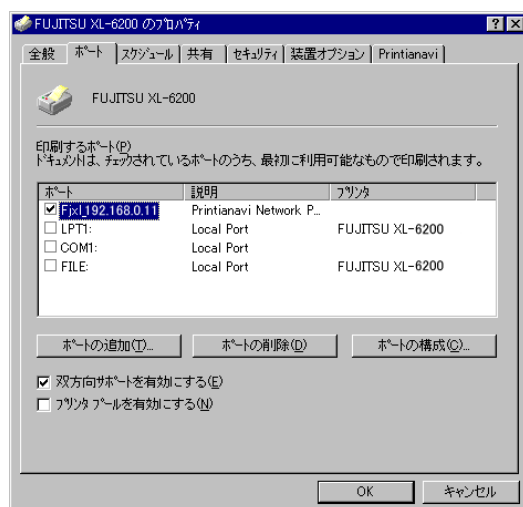 FUJITSU XL-6200 のﾌﾟﾛﾊﾟﾃｨ
全般 ﾎﾟｰﾄ ｽｹｼﾞｭｰﾙ 共有 ｾｷｭﾘﾃｨ 装置オプション Printianavi
FUJITSU XL-6200
印刷するﾎﾟｰﾄ(P)
ﾄﾞｷｭﾒﾝﾄは、ﾁｪｯｸされているﾎﾟｰﾄのうち、最初に利用可能なもので印刷されます。
ﾎﾟｰﾄ 説明 ﾌﾟﾘﾝﾀ
Fjxl_192.168.0.11 Printianavi Network P...
LPT1: Local Port FUJITSU XL-6200
COM1: Local Port
FILE: Local Port FUJITSU XL-6200
ﾎﾟｰﾄの追加(T)... ﾎﾟｰﾄの削除(D) ﾎﾟｰﾄの構成(C)...
双方向ｻﾎﾟｰﾄを有効にする(E)
ﾌﾟﾘﾝﾀ ﾌﾟｰﾙを有効にする(N)
OK ｷｬﾝｾﾙ